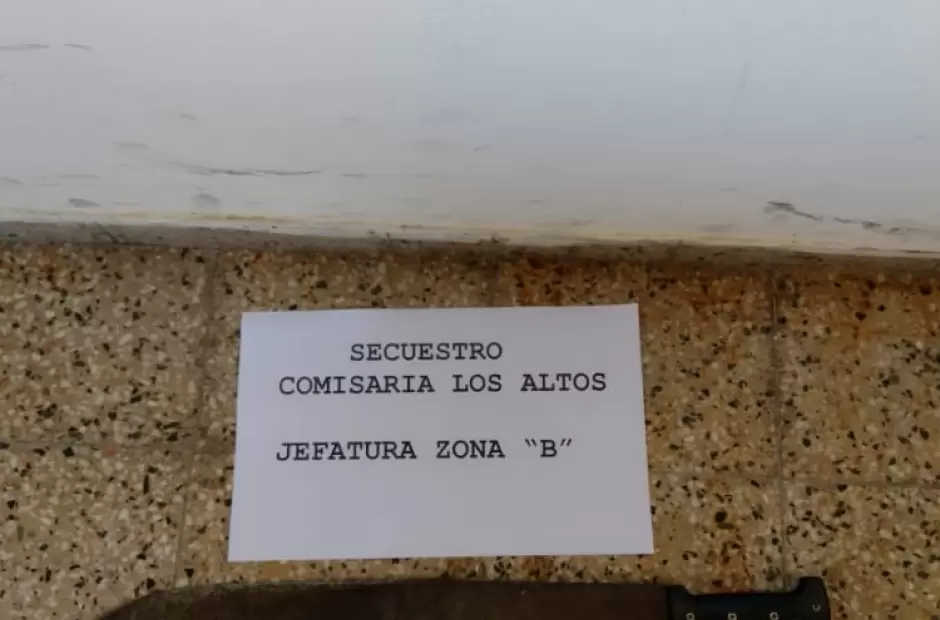 SECUESTRO
COMISARIA LOS ALTOS
JEFATURA ZONA “B”